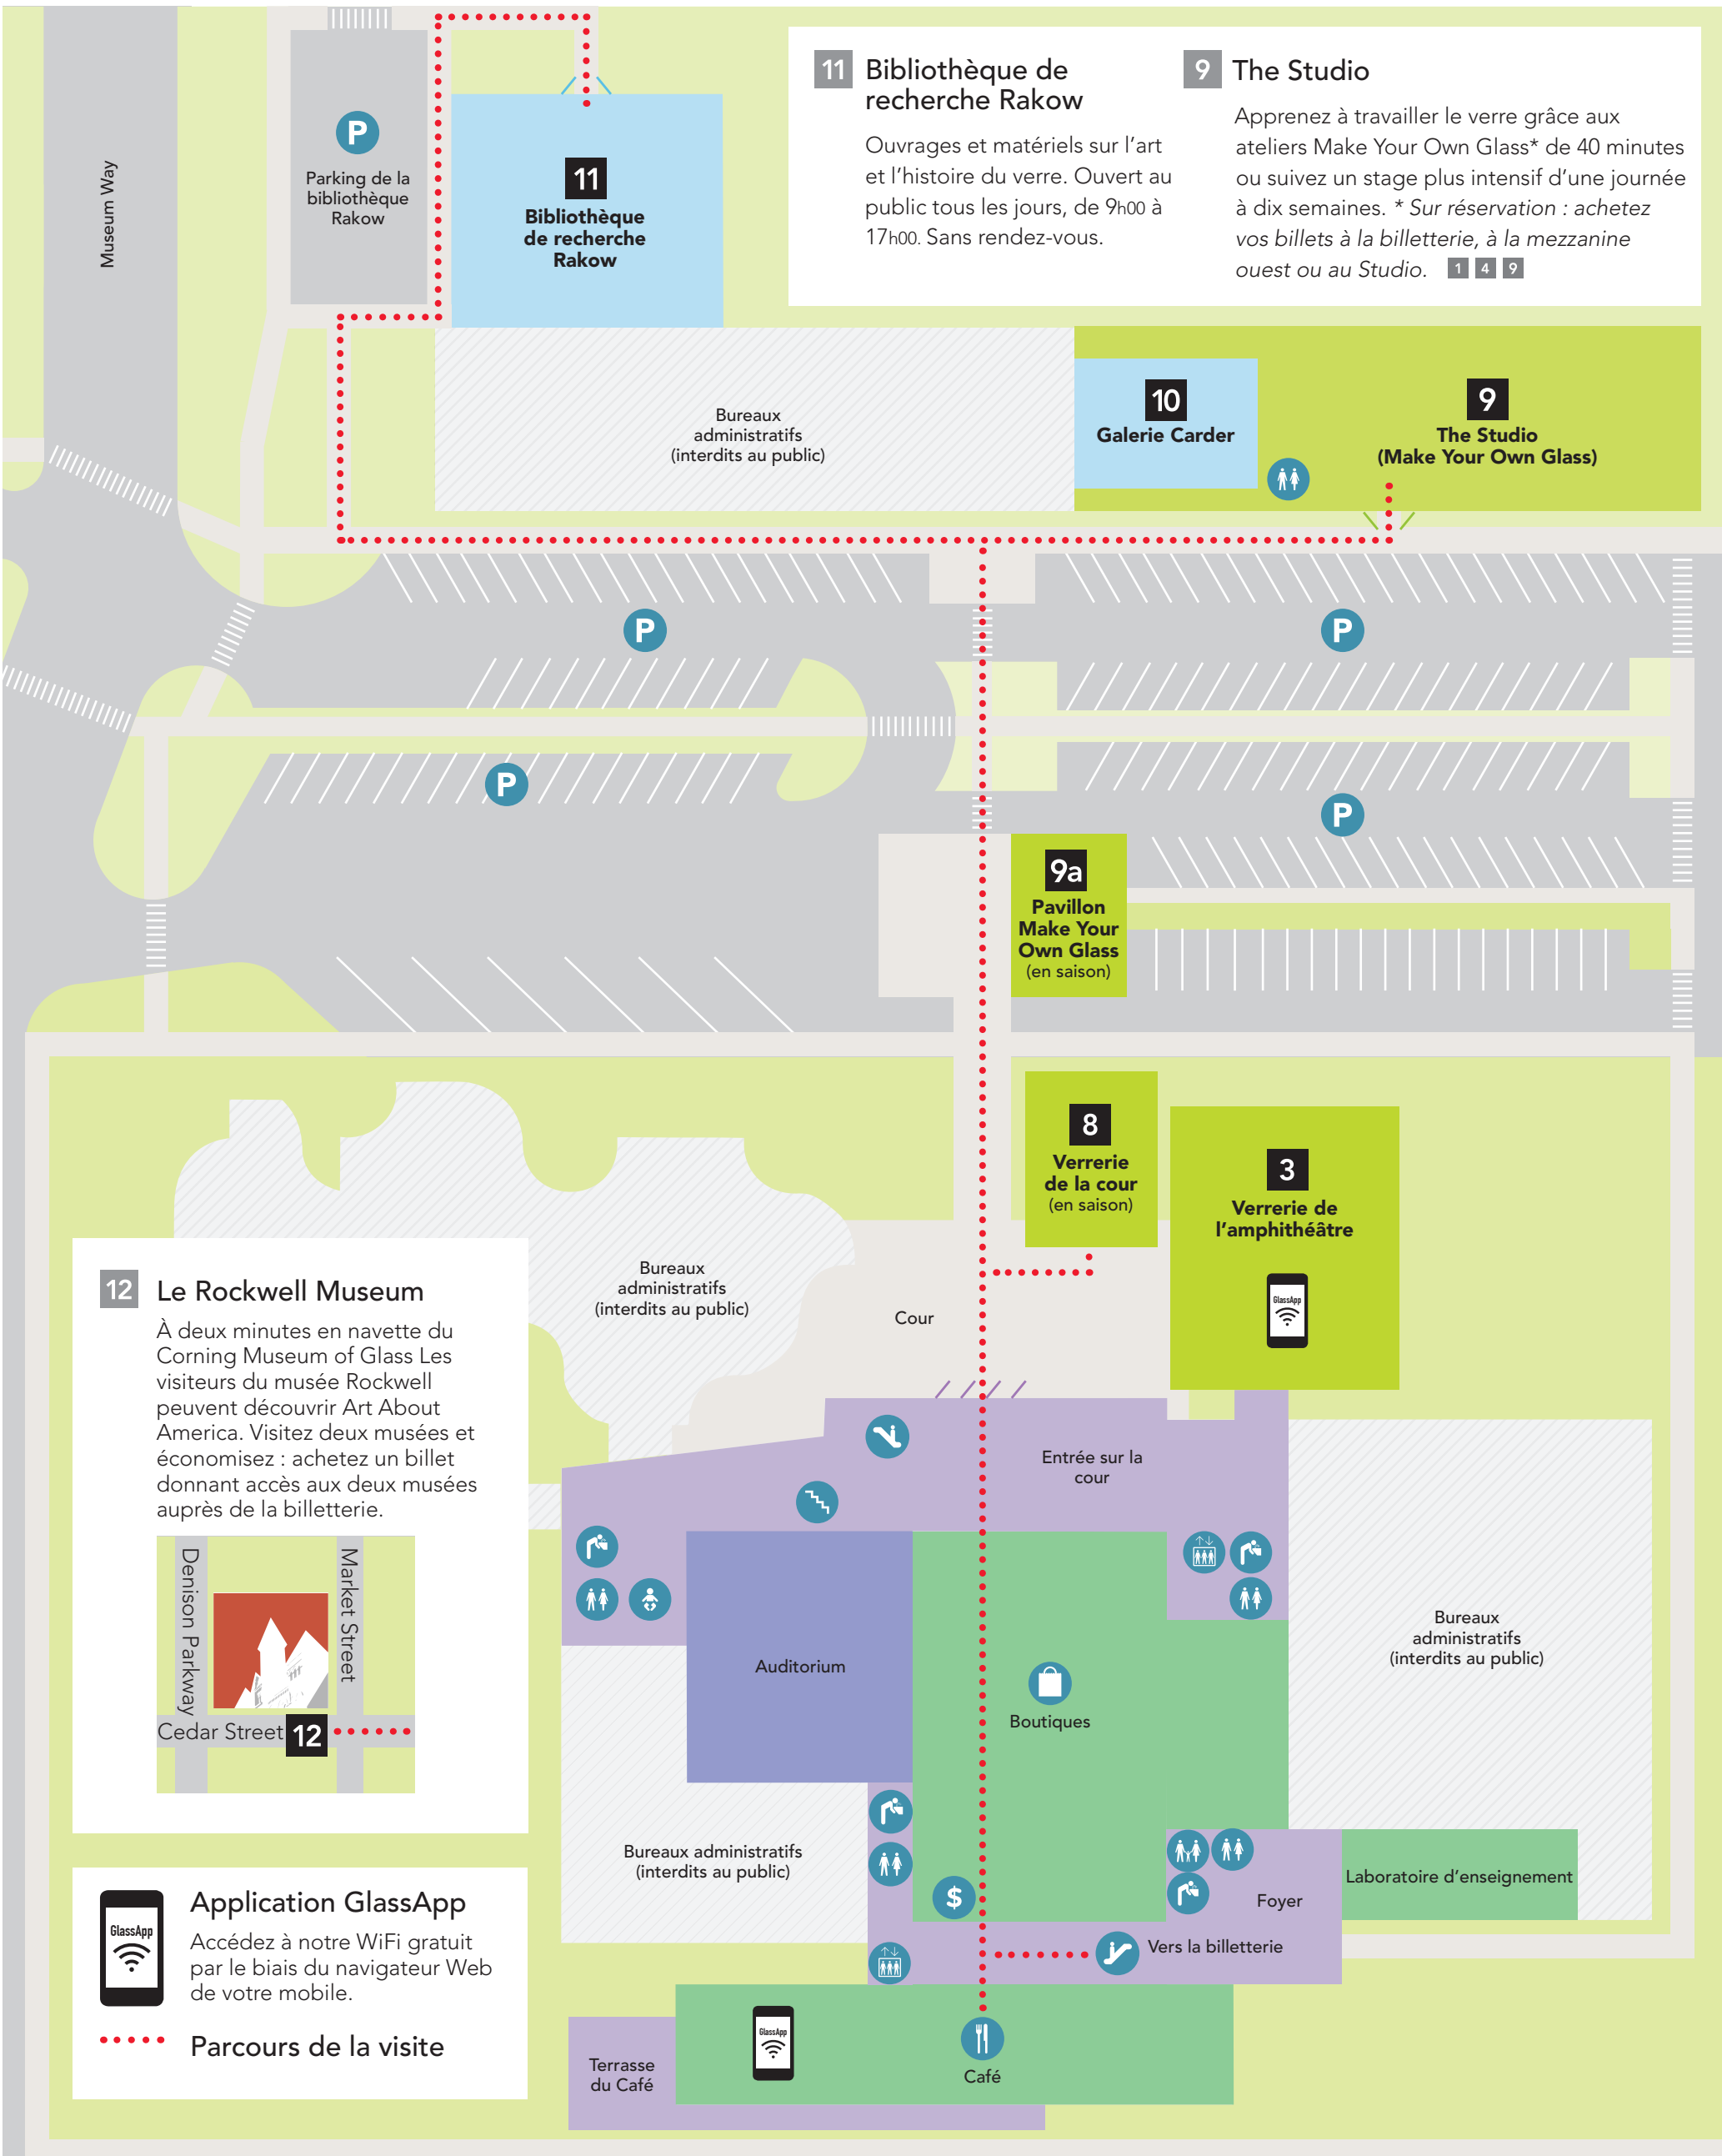 11 Bibliothèque de
recherche Rakow
Ouvrages et matériels sur l'art
et l'histoire du verre. Ouvert au
public tous les jours, de 9h00 à
17h00. Sans rendez-vous.
9 The Studio
Apprenez à travailler le verre grâce aux
ateliers Make Your Own Glass* de 40 minutes
ou suivez un stage plus intensif d'une journée
à dix semaines. * Sur réservation : achetez
vos billets à la billetterie, à la mezzanine
ouest ou au Studio. 1 4 9
Museum Way
P
Parking de la
bibliothèque
Rakow
11
Bibliothèque
de recherche
Rakow
Bureaux
administratifs
(interdits au public)
10
Galerie Carder
9
The Studio
(Make Your Own Glass)
P
P
P
P
9a
Pavillon
Make Your
Own Glass
(en saison)
8
Verrerie
de la cour
(en saison)
3
Verrerie de
l'amphithéâtre
GlassApp
Bureaux
administratifs
(interdits au public)
Cour
12 Le Rockwell Museum
À deux minutes en navette du
Corning Museum of Glass Les
visiteurs du musée Rockwell
peuvent découvrir Art About
America. Visitez deux musées et
économisez : achetez un billet
donnant accès aux deux musées
auprès de la billetterie.
Denison Parkway
Market Street
Cedar Street 12
Entrée sur la
cour
Auditorium
Boutiques
Bureaux
administratifs
(interdits au public)
Bureaux administratifs
(interdits au public)
$
Foyer
Laboratoire d'enseignement
Vers la billetterie
GlassApp
Application GlassApp
Accédez à notre WiFi gratuit
par le biais du navigateur Web
de votre mobile.
Parcours de la visite
GlassApp
Café
Terrasse
du Café